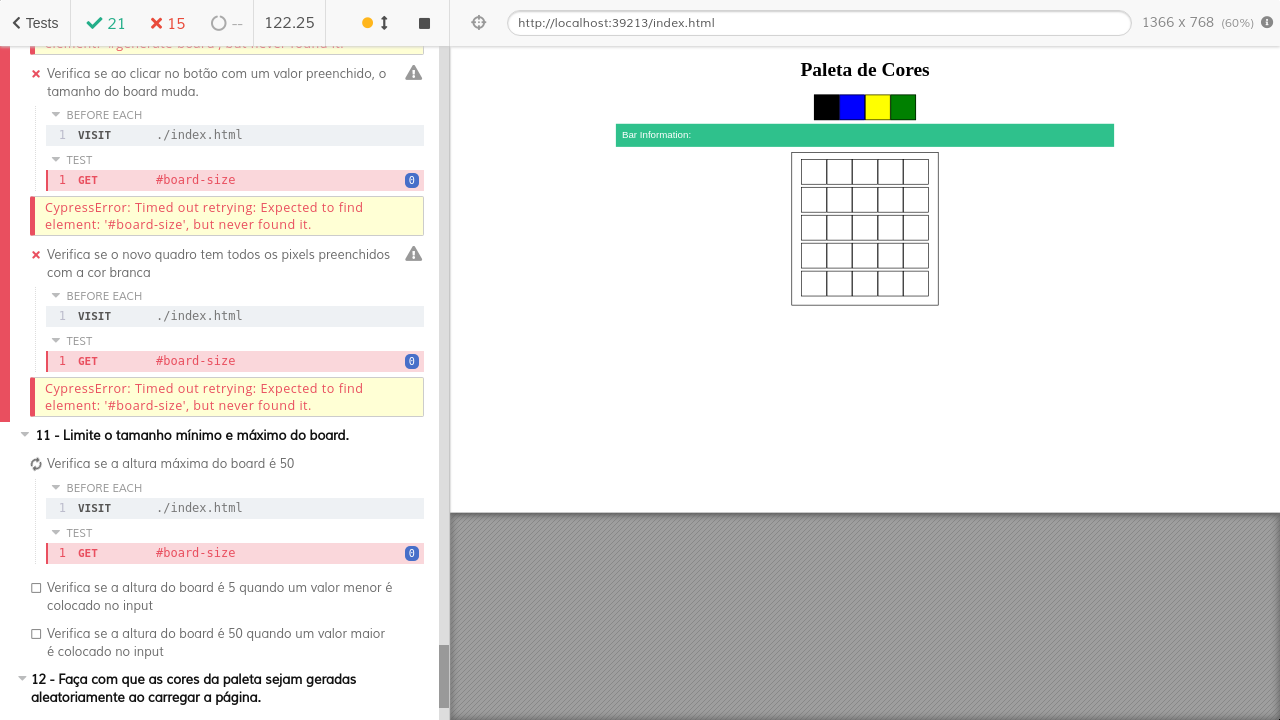 Tests
21
15
--
122.25
http://localhost:39213/index.html
1366 x 768 (60%)
element: '#generate-board', but never found it.
Verifica se ao clicar no botão com um valor preenchido, o
tamanho do board muda.
BEFORE EACH
1 VISIT ./index.html
TEST
1 GET #board-size 0
CypressError: Timed out retrying: Expected to find
element: '#board-size', but never found it.
Verifica se o novo quadro tem todos os pixels preenchidos
com a cor branca
BEFORE EACH
1 VISIT ./index.html
TEST
1 GET #board-size 0
CypressError: Timed out retrying: Expected to find
element: '#board-size', but never found it.
11 - Limite o tamanho mínimo e máximo do board.
Verifica se a altura máxima do board é 50
BEFORE EACH
1 VISIT ./index.html
TEST
1 GET #board-size 0
Verifica se a altura do board é 5 quando um valor menor é
colocado no input
Verifica se a altura do board é 50 quando um valor maior
é colocado no input
12 - Faça com que as cores da paleta sejam geradas
aleatoriamente ao carregar a página.
Paleta de Cores
Bar Information: